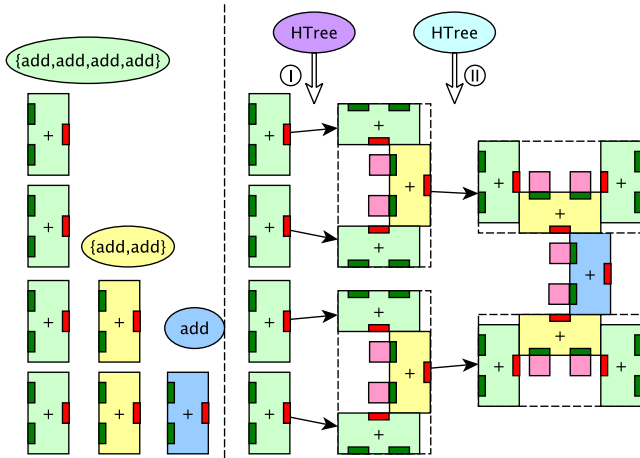 HTree HTree
{add,add,add,add}
I II
+
+ +
+ + +
+
+ +
{add,add} +
+
+
+ + +
add
+
+ +
+
+ + + +
+